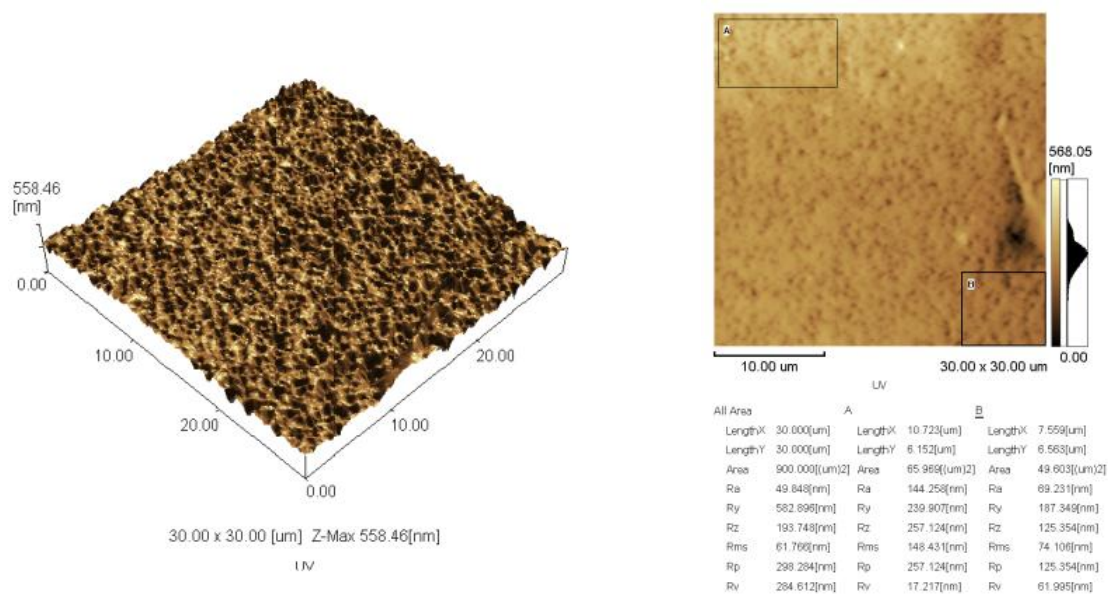 558.46
[nm]
0.00
10.00
20.00
20.00
10.00
0.00
30.00 x 30.00 [um] Z-Max 558.46[nm]
UV
A
B
568.05
[nm]
0.00
10.00 um
30.00 x 30.00 um
UV
All Area A B
LengthX 30.000[um] LengthX 10.723[um] LengthX 7.559[um]
LengthY 30.000[um] LengthY 6.152[um] LengthY 6.563[um]
Area 900.000[(um)2] Area 65.969[(um)2] Area 49.603[(um)2]
Ra 49.848[nm] Ra 144.258[nm] Ra 69.231[nm]
Ry 582.896[nm] Ry 239.907[nm] Ry 187.349[nm]
Rz 193.748[nm] Rz 257.124[nm] Rz 125.354[nm]
Rms 61.766[nm] Rms 148.431[nm] Rms 74.106[nm]
Rp 298.284[nm] Rp 257.124[nm] Rp 125.354[nm]
Rv 284.612[nm] Rv 17.217[nm] Rv 61.995[nm]